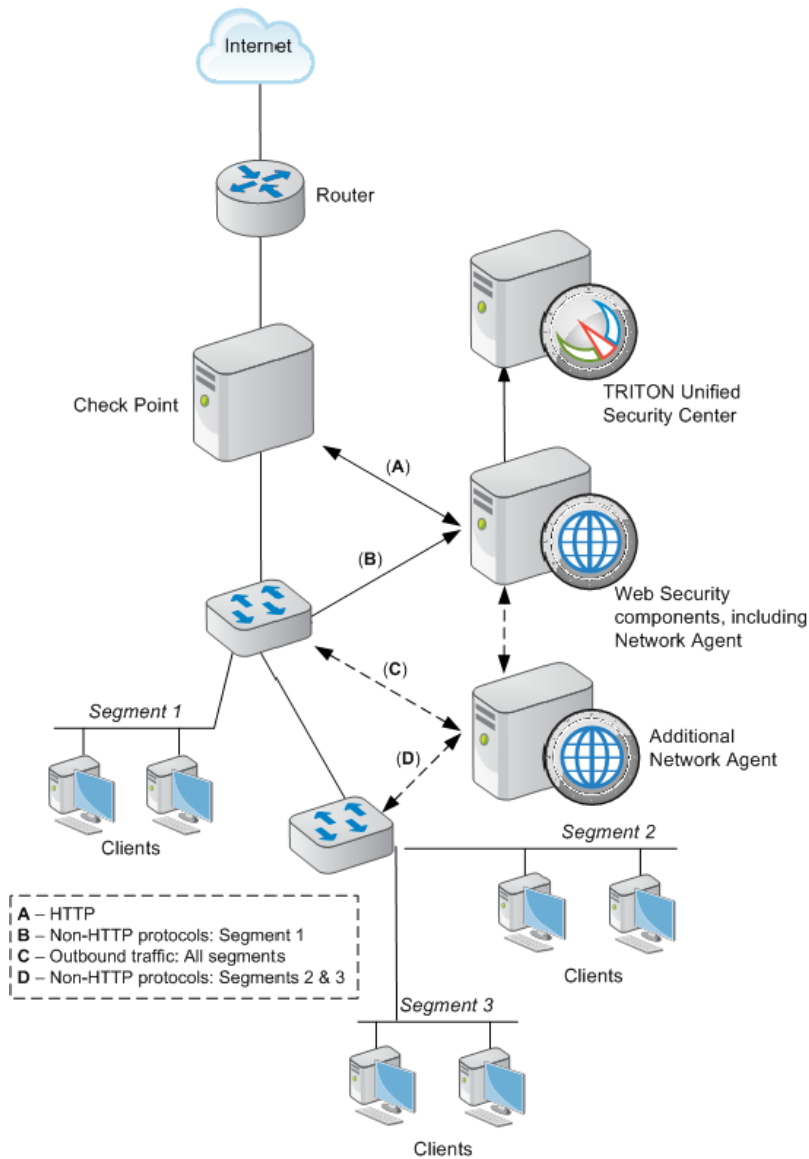 Internet
Router
Check Point
TRITON Unified
Security Center
(A)
(B)
Web Security
components, including
Network Agent
(C)
Segment 1
Additional
Network Agent
(D)
Clients
Segment 2
A – HTTP
B – Non-HTTP protocols: Segment 1
C – Outbound traffic: All segments
D – Non-HTTP protocols: Segments 2 & 3
Clients
Segment 3
Clients